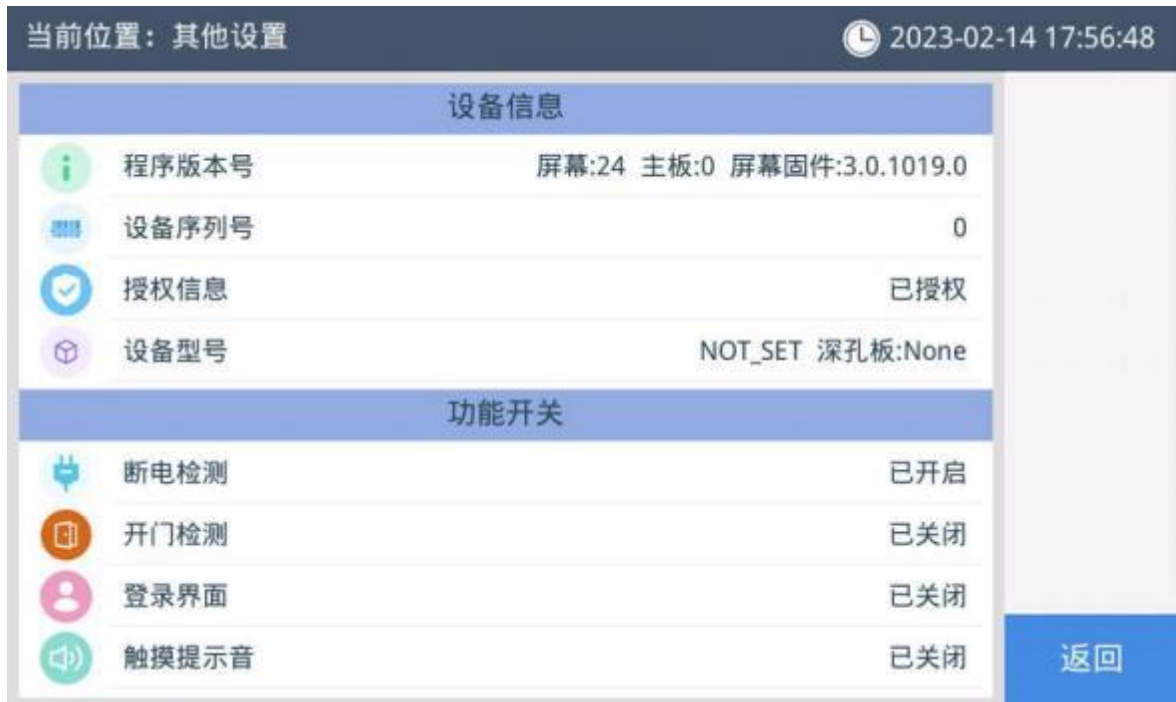 当前位置：其他设置 2023-02-14 17:56:48
设备信息
程序版本号 屏幕:24 主板:0 屏幕固件:3.0.1019.0
设备序列号 0
授权信息 已授权
设备型号 NOT_SET 深孔板:None
功能开关
断电检测 已开启
开门检测 已关闭
登录界面 已关闭
触摸提示音 已关闭
返回